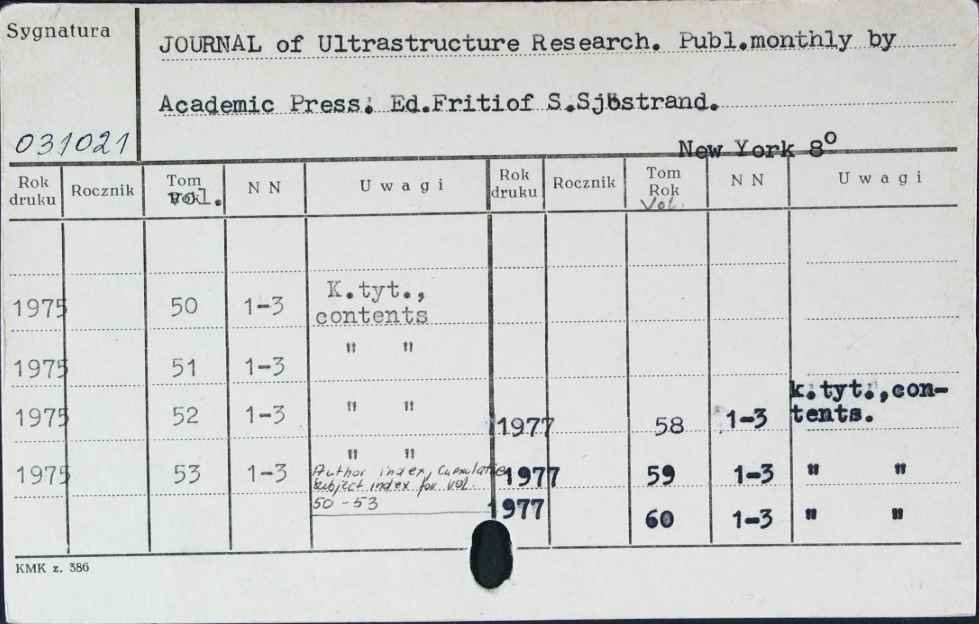 Sygnatura
JOURNAL of Ultrastructure Research. Publ.monthly by
Academic Press. Ed.Fritiof S.Sjöstrand.
031021
New York 8°
Rok druku Rocznik Tom vol. NN Uwagi Rok druku Rocznik Tom Rok Vol. NN Uwagi
1975 50 1-3 K.tyt., contents
1975 51 1-3 " "
1975 52 1-3 " " 1977 58 1-3 k.tyt.,contents.
1975 53 1-3 " " 1977 59 1-3 " "
Author index, Cumulative
subject index for vol.
50-53
1977 60 1-3 " "
KMK z. 386